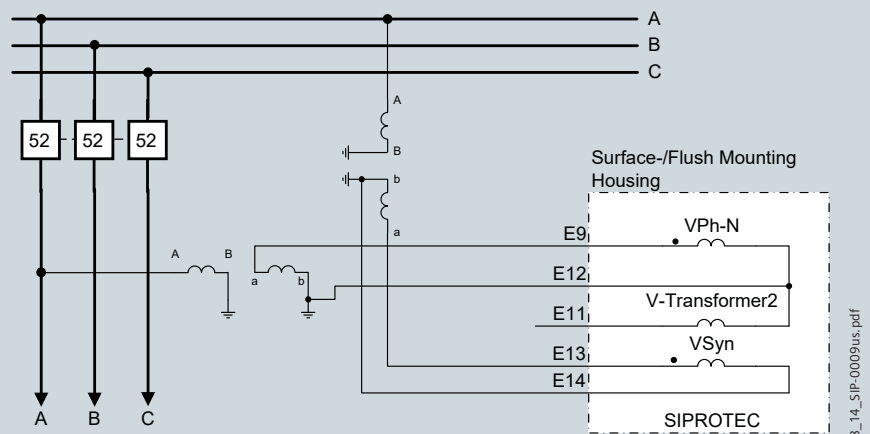 A
B
C
A
52
52
52
B
Surface-/Flush Mounting
Housing
b
VPh-N
a
E9
A
B
E12
a
b
V-Transformer2
E11
VSyn
E13
E14
A
B
C
SIPROTEC
_14_SIP-0009us.pdf